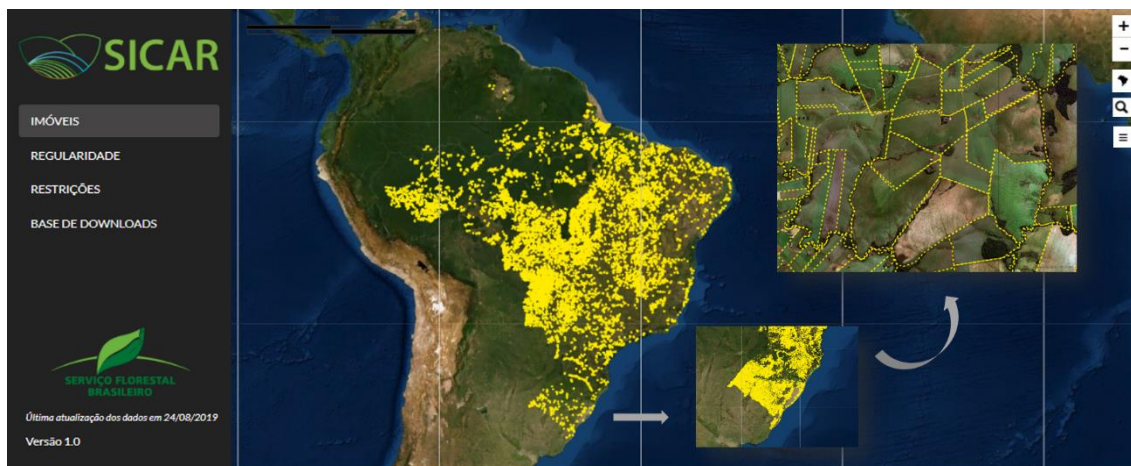 SICAR
IMÓVEIS
REGULARIDADE
RESTRIÇÕES
BASE DE DOWNLOADS
SERVIÇO FLORESTAL
BRASILEIRO
Última atualização dos dados em 24/08/2019
Versão 1.0